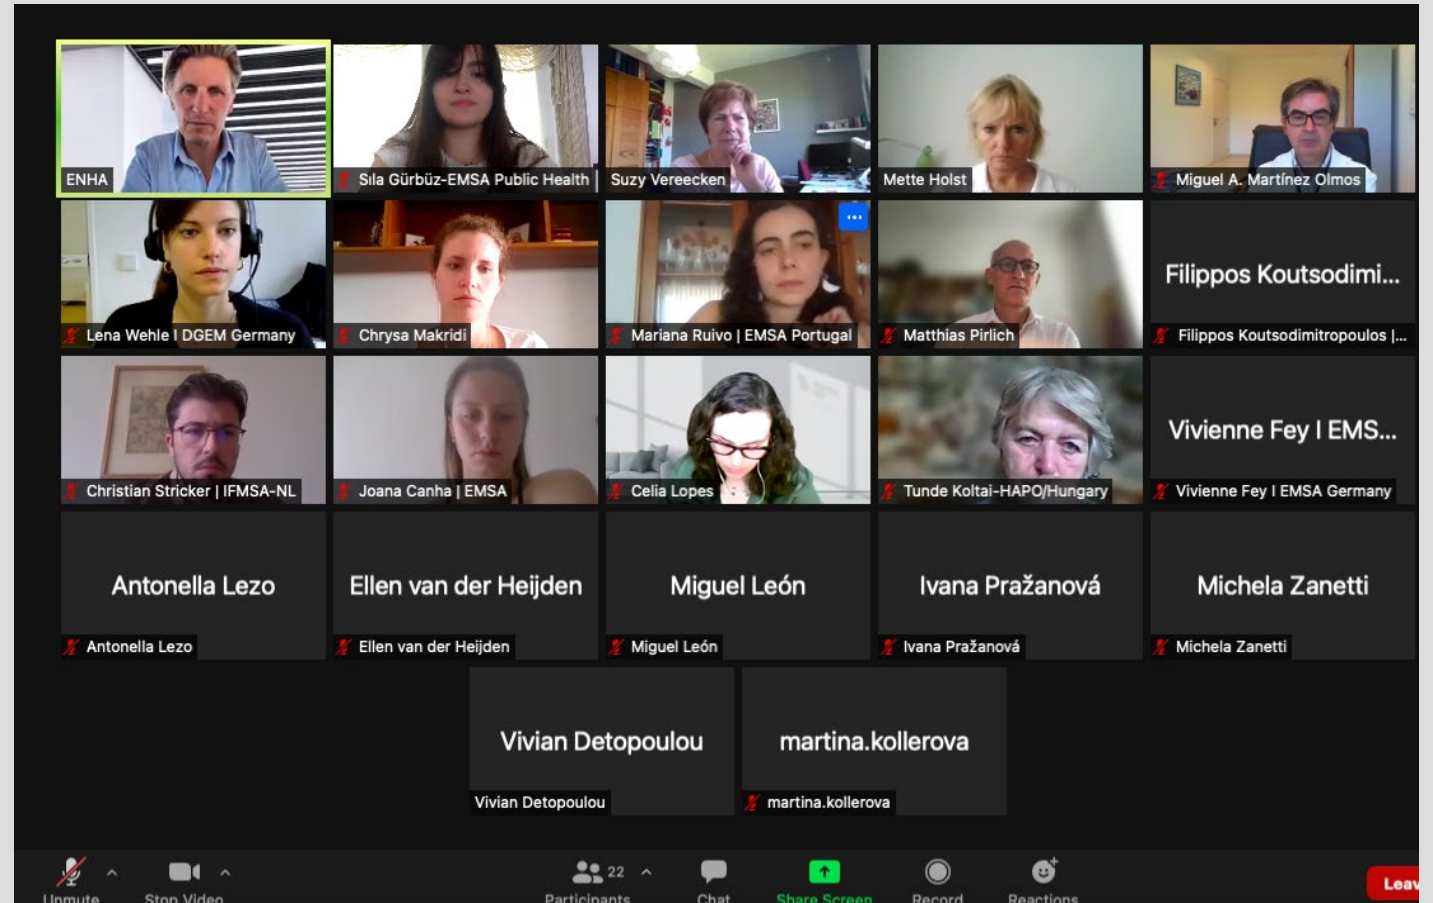 ENHA
Sıla Gürbüz-EMSA Public Health |
Suzy Vereecken
Mette Holst
Miguel A. Martínez Olmos
Lena Wehle I DGEM Germany
Chrysa Makridi
Mariana Ruivo | EMSA Portugal
Matthias Pirlich
Filippos Koutsodimi...
Filippos Koutsodimitropoulos |...
Christian Stricker | IFMSA-NL
Joana Canha | EMSA
Celia Lopes
Tunde Koltai-HAPO/Hungary
Vivienne Fey I EMS...
Vivienne Fey I EMSA Germany
Antonella Lezo
Antonella Lezo
Ellen van der Heijden
Ellen van der Heijden
Miguel León
Miguel León
Ivana Pražanová
Ivana Pražanová
Michela Zanetti
Michela Zanetti
Vivian Detopoulou
Vivian Detopoulou
martina.kollerova
martina.kollerova
Unmute
Stop Video
22
Participants
Chat
Share Screen
Record
Reactions
Leav